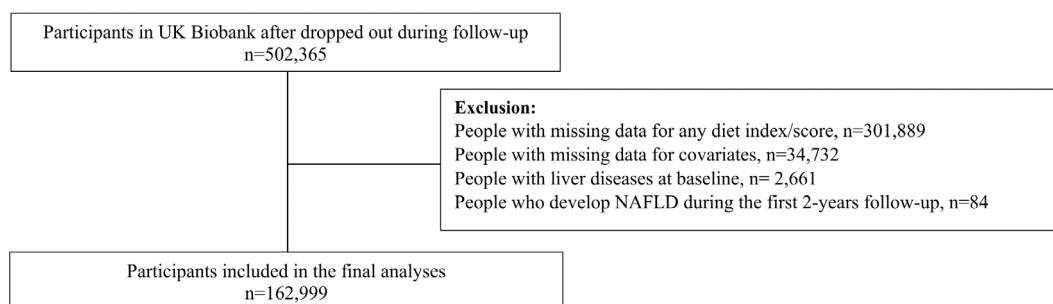 Participants in UK Biobank after dropped out during follow-up
n=502,365
Exclusion:
People with missing data for any diet index/score, n=301,889
People with missing data for covariates, n=34,732
People with liver diseases at baseline, n= 2,661
People who develop NAFLD during the first 2-years follow-up, n=84
Participants included in the final analyses
n=162,999